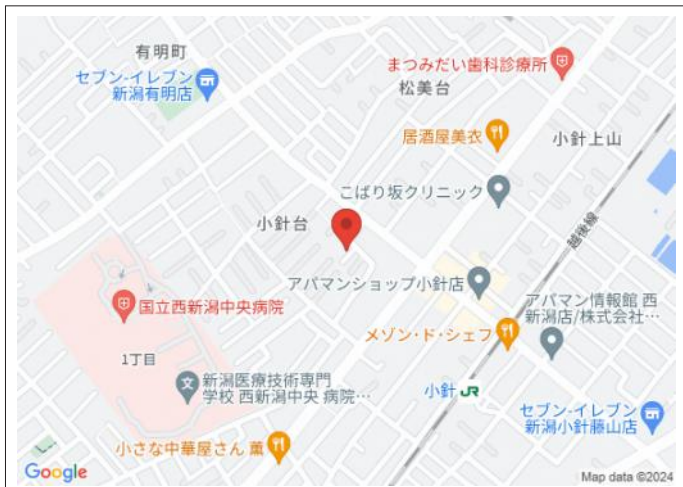 有明町
セブン-イレブン
新潟有明店
まつみだい歯科診療所
松美台
居酒屋美衣
小針上山
こばり坂クリニック
小針台
越後線
アパマンショップ小針店
国立西新潟中央病院
アパマン情報館 西
新潟店/株式会社…
メゾン・ド・シェフ
1丁目
新潟医療技術専門
学校 西新潟中央 病院…
小針 JR
セブン-イレブン
新潟小針藤山店
小さな中華屋さん 薫
Google
Map data ©2024